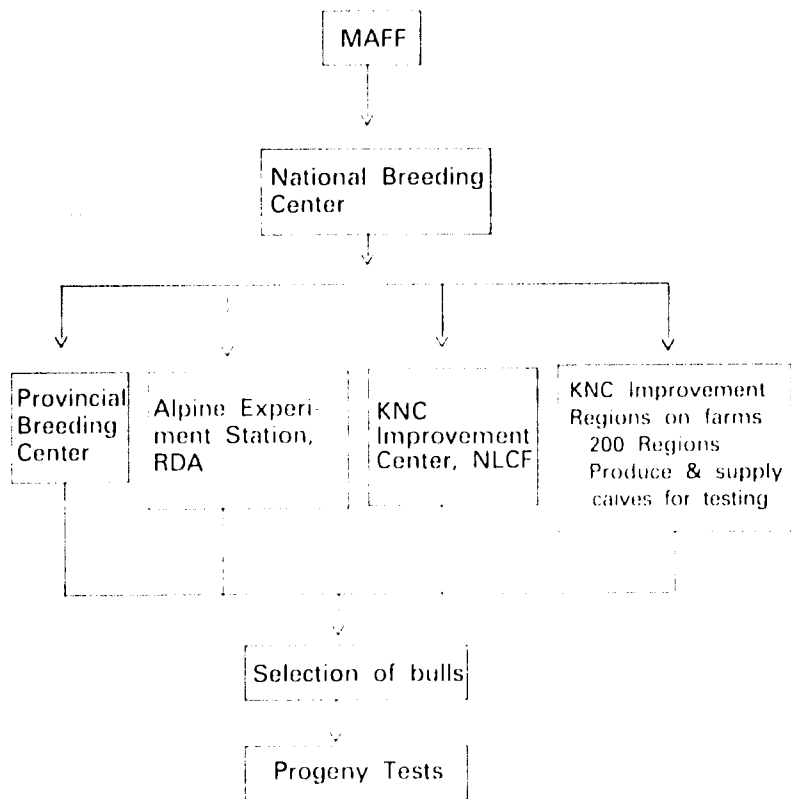 MAFF
National Breeding
Center
Provincial
Breeding
Center
Alpine Experi-
ment Station,
RDA
KNC
Improvement
Center, NLCF
KNC Improvement
Regions on farms
200 Regions
Produce & supply
calves for testing
Selection of bulls
Progeny Tests